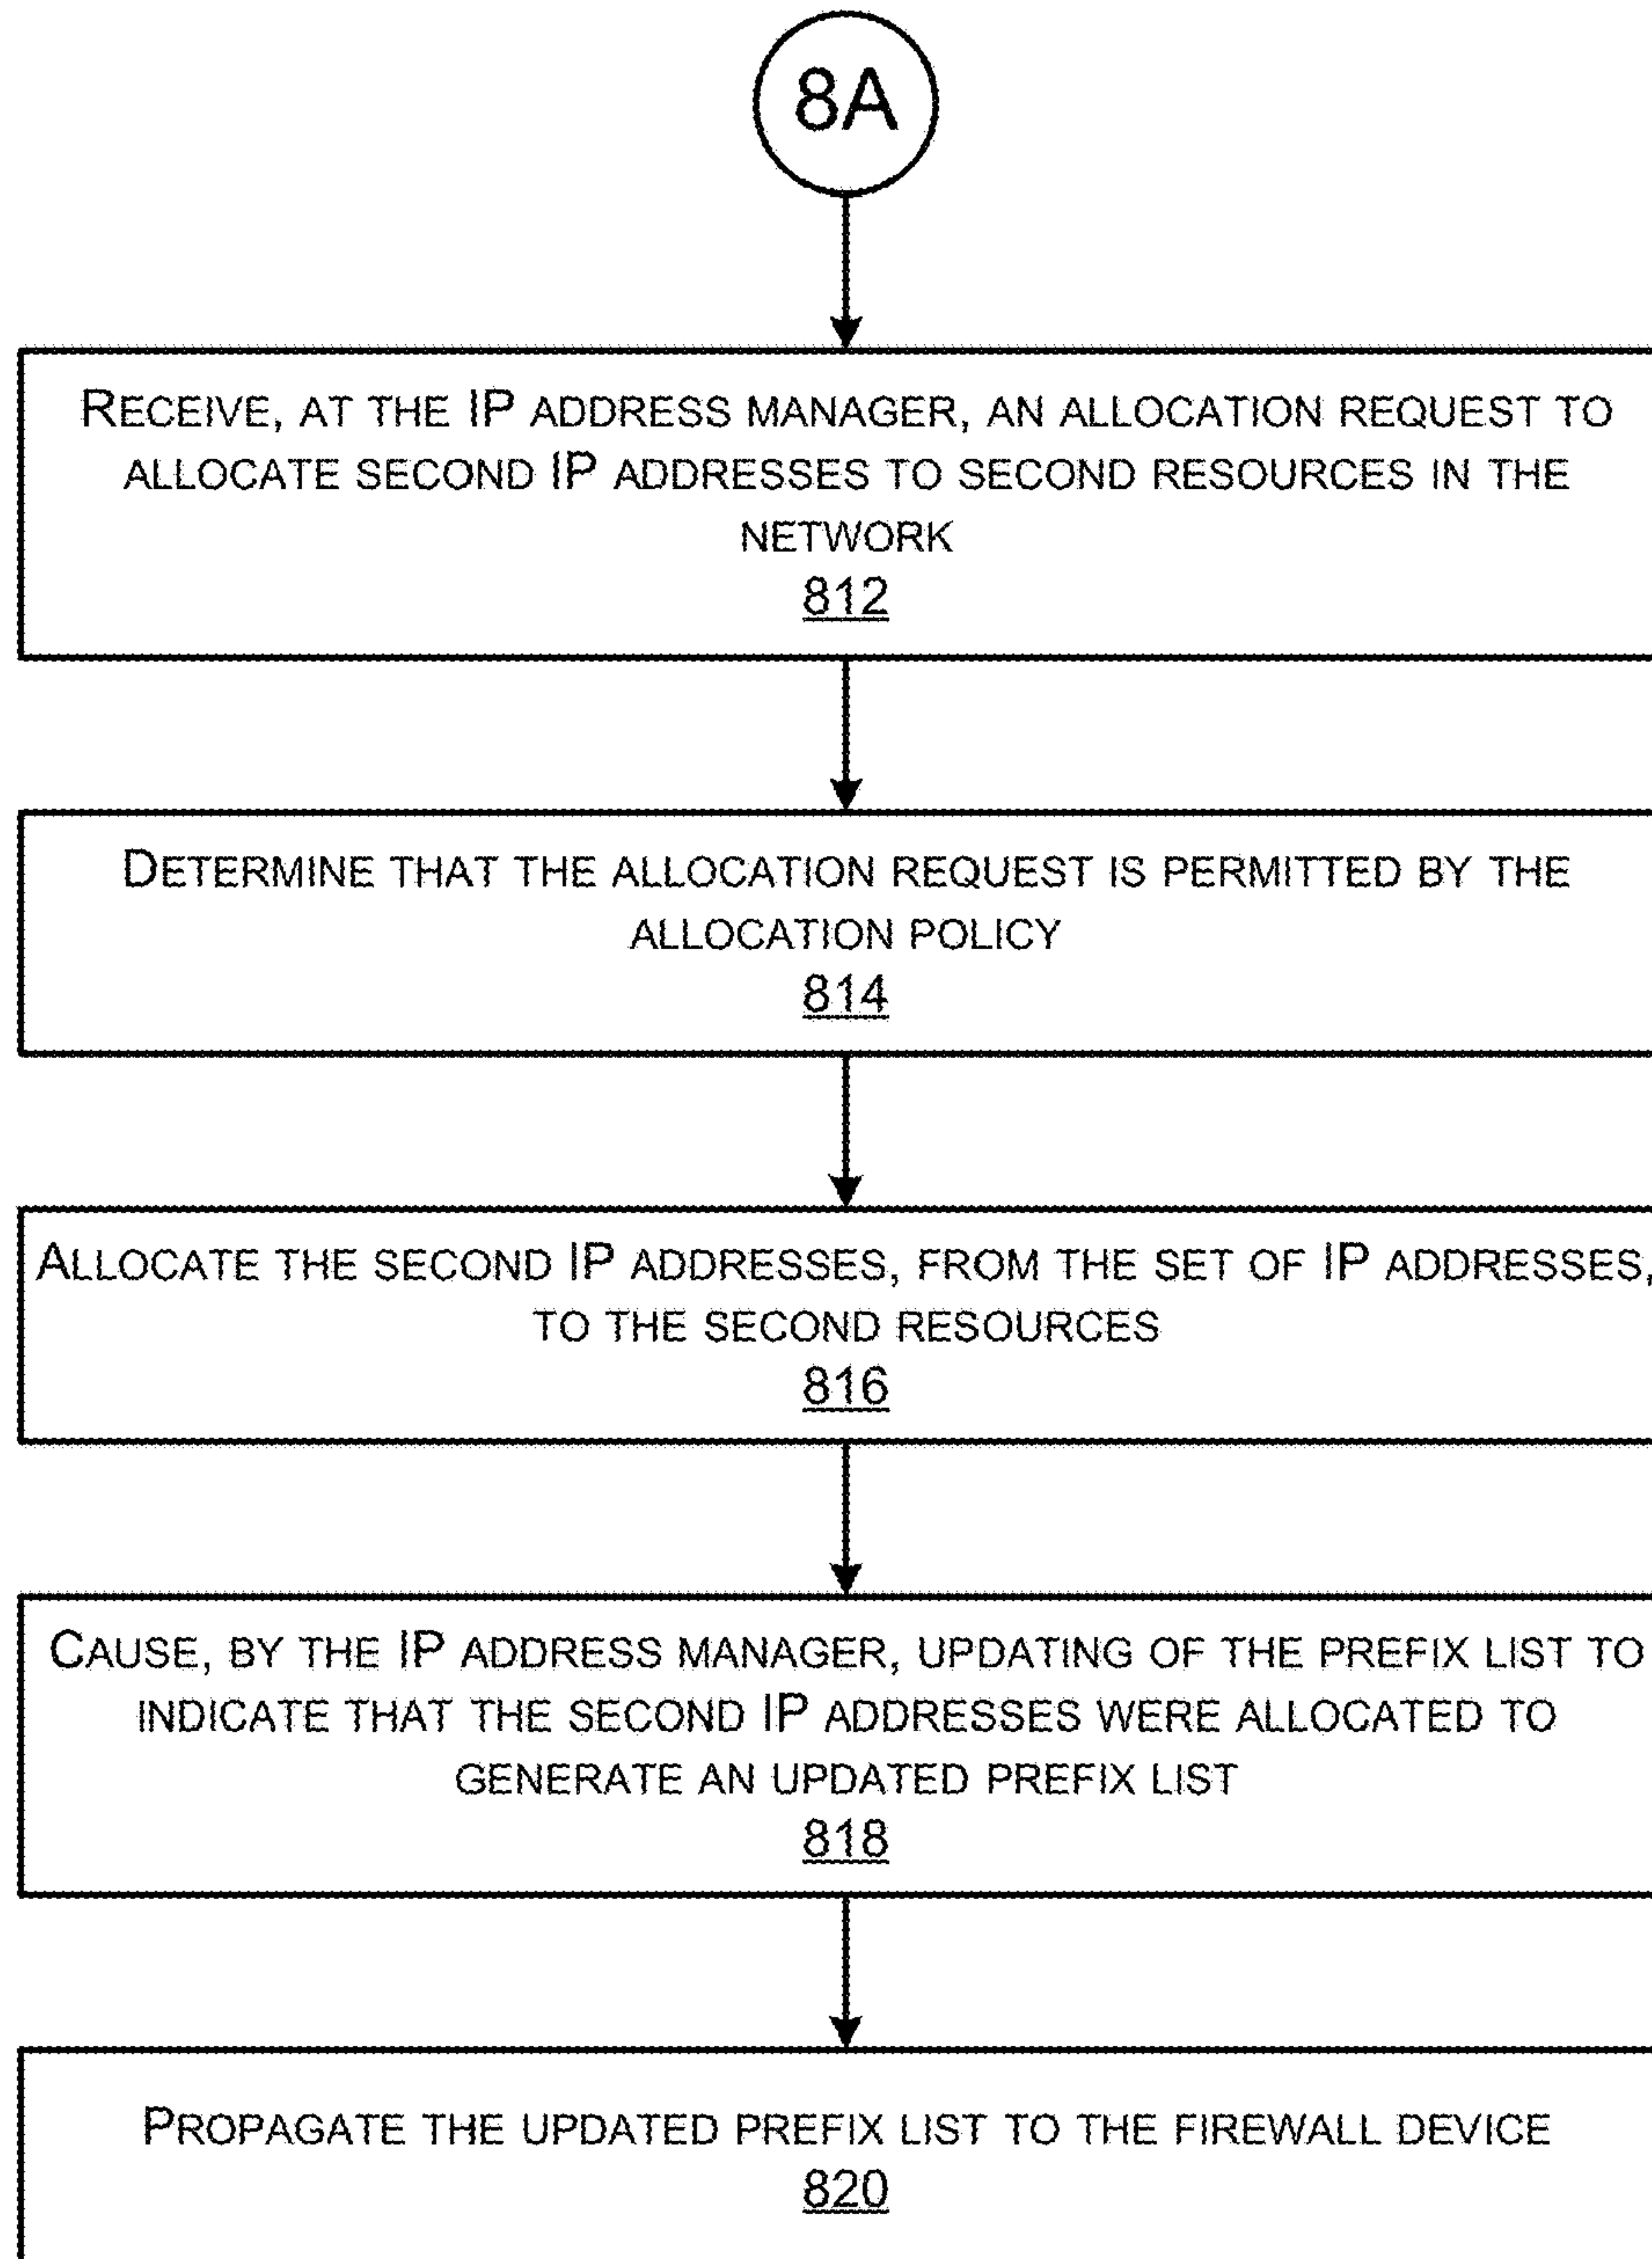 8A
RECEIVE, AT THE IP ADDRESS MANAGER, AN ALLOCATION REQUEST TO
ALLOCATE SECOND IP ADDRESSES TO SECOND RESOURCES IN THE
NETWORK
812
DETERMINE THAT THE ALLOCATION REQUEST IS PERMITTED BY THE
ALLOCATION POLICY
814
ALLOCATE THE SECOND IP ADDRESSES, FROM THE SET OF IP ADDRESSES,
TO THE SECOND RESOURCES
816
CAUSE, BY THE IP ADDRESS MANAGER, UPDATING OF THE PREFIX LIST TO
INDICATE THAT THE SECOND IP ADDRESSES WERE ALLOCATED TO
GENERATE AN UPDATED PREFIX LIST
818
PROPAGATE THE UPDATED PREFIX LIST TO THE FIREWALL DEVICE
820